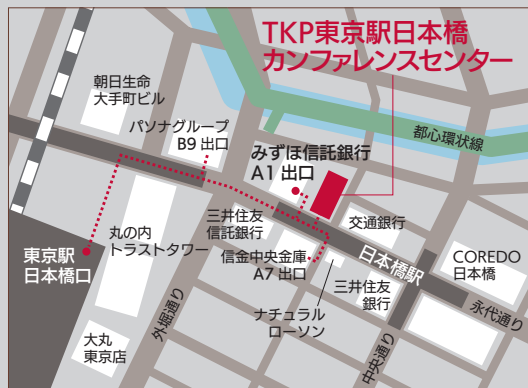 TKP東京駅日本橋
カンファレンスセンター
朝日生命
大手町ビル
パソナグループ
B9 出口
都心環状線
みずほ信託銀行
A1 出口
三井住友
信託銀行
交通銀行
丸の内
トラストタワー
東京駅
日本橋口
信金中央金庫
A7 出口
日本橋駅
COREDO
日本橋
三井住友
銀行
ナチュラル
ローソン
永代通り
外堀通り
中央通り
大丸
東京店